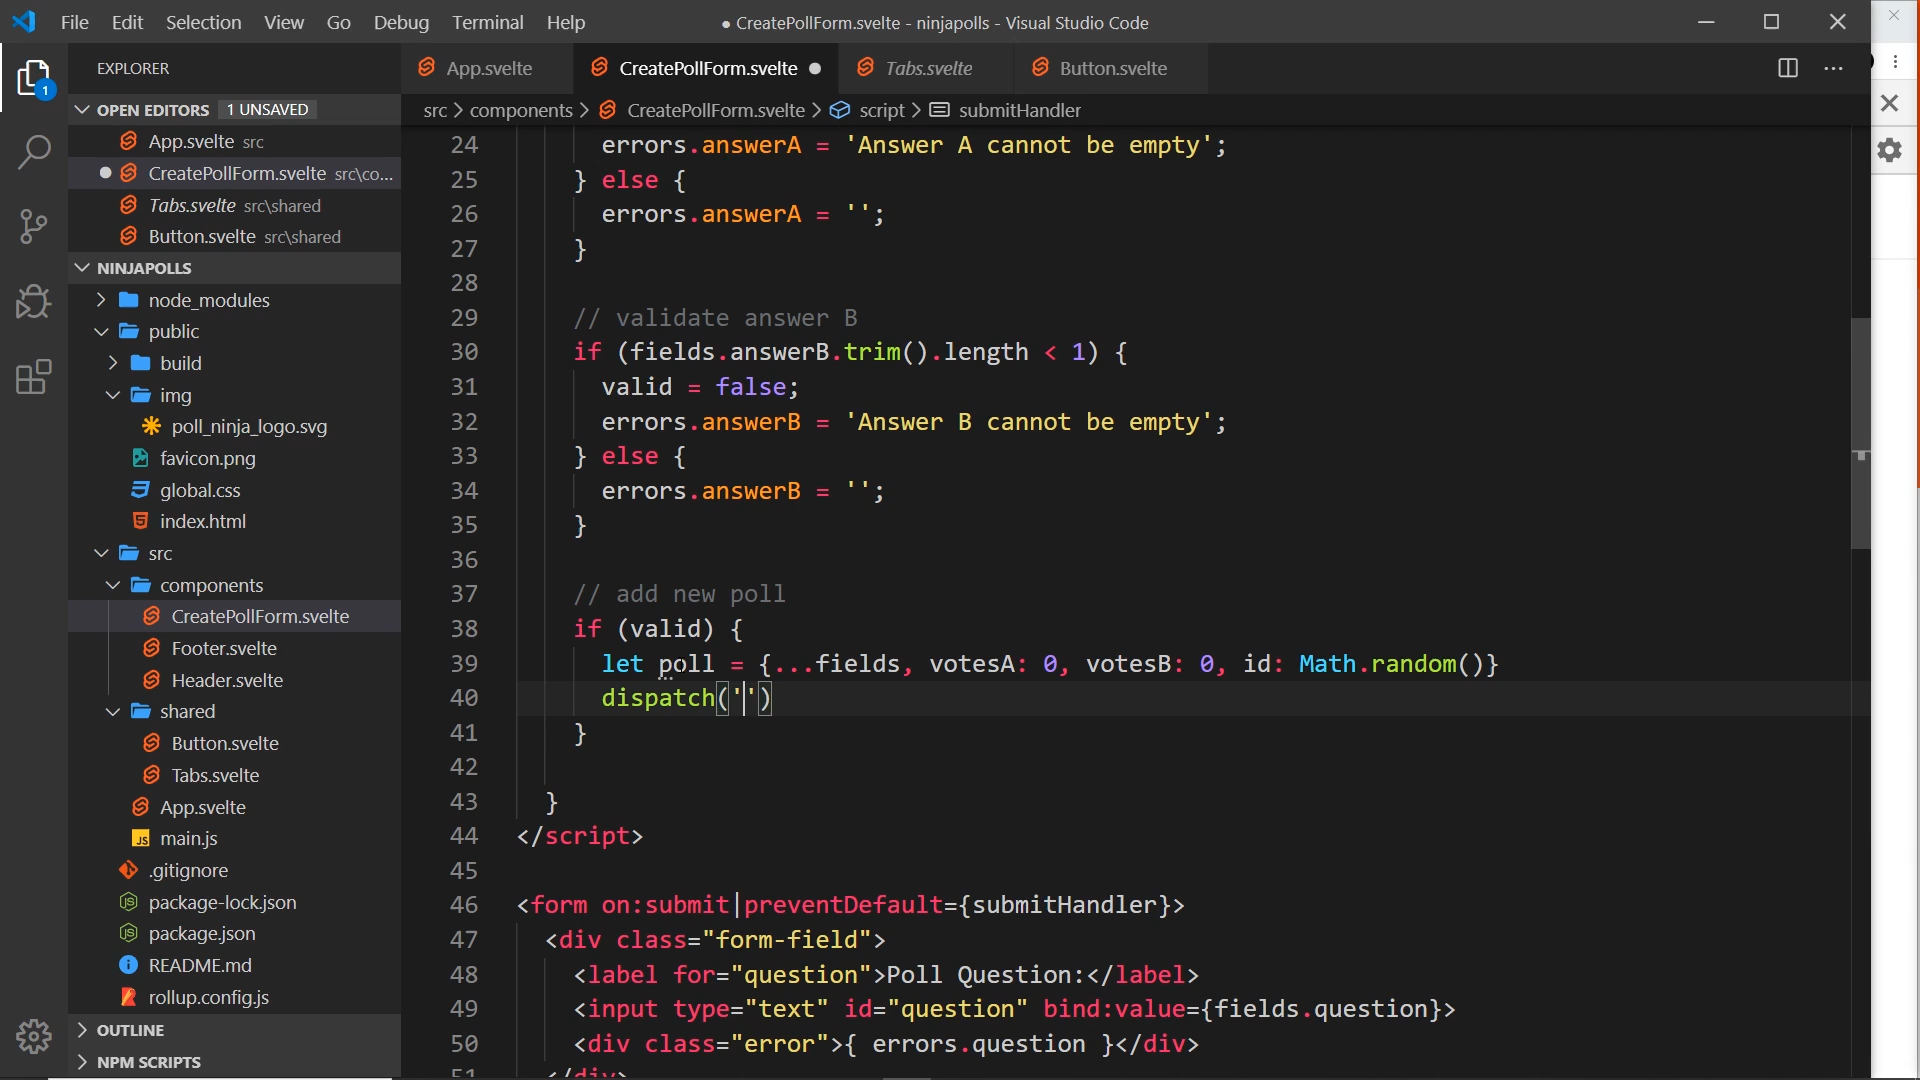 File Edit Selection View Go Debug Terminal Help
● CreatePollForm.svelte - ninjapolls - Visual Studio Code
EXPLORER
OPEN EDITORS 1 UNSAVED
App.svelte src
CreatePollForm.svelte src\co...
Tabs.svelte src\shared
Button.svelte src\shared
NINJAPOLLS
node_modules
public
build
img
poll_ninja_logo.svg
favicon.png
global.css
index.html
src
components
CreatePollForm.svelte
Footer.svelte
Header.svelte
shared
Button.svelte
Tabs.svelte
App.svelte
main.js
.gitignore
package-lock.json
package.json
README.md
rollup.config.js
OUTLINE
NPM SCRIPTS
1
App.svelte CreatePollForm.svelte Tabs.svelte Button.svelte
src > components > CreatePollForm.svelte > script > submitHandler
24 errors.answerA = 'Answer A cannot be empty';
25 } else {
26 errors.answerA = '';
27 }
28
29 // validate answer B
30 if (fields.answerB.trim().length < 1) {
31 valid = false;
32 errors.answerB = 'Answer B cannot be empty';
33 } else {
34 errors.answerB = '';
35 }
36
37 // add new poll
38 if (valid) {
39 let poll = {...fields, votesA: 0, votesB: 0, id: Math.random()}
40 dispatch('')
41 }
42
43 }
44 </script>
45
46 <form on:submit|preventDefault={submitHandler}>
47 <div class="form-field">
48 <label for="question">Poll Question:</label>
49 <input type="text" id="question" bind:value={fields.question}>
50 <div class="error">{ errors.question }</div>
51 </div>